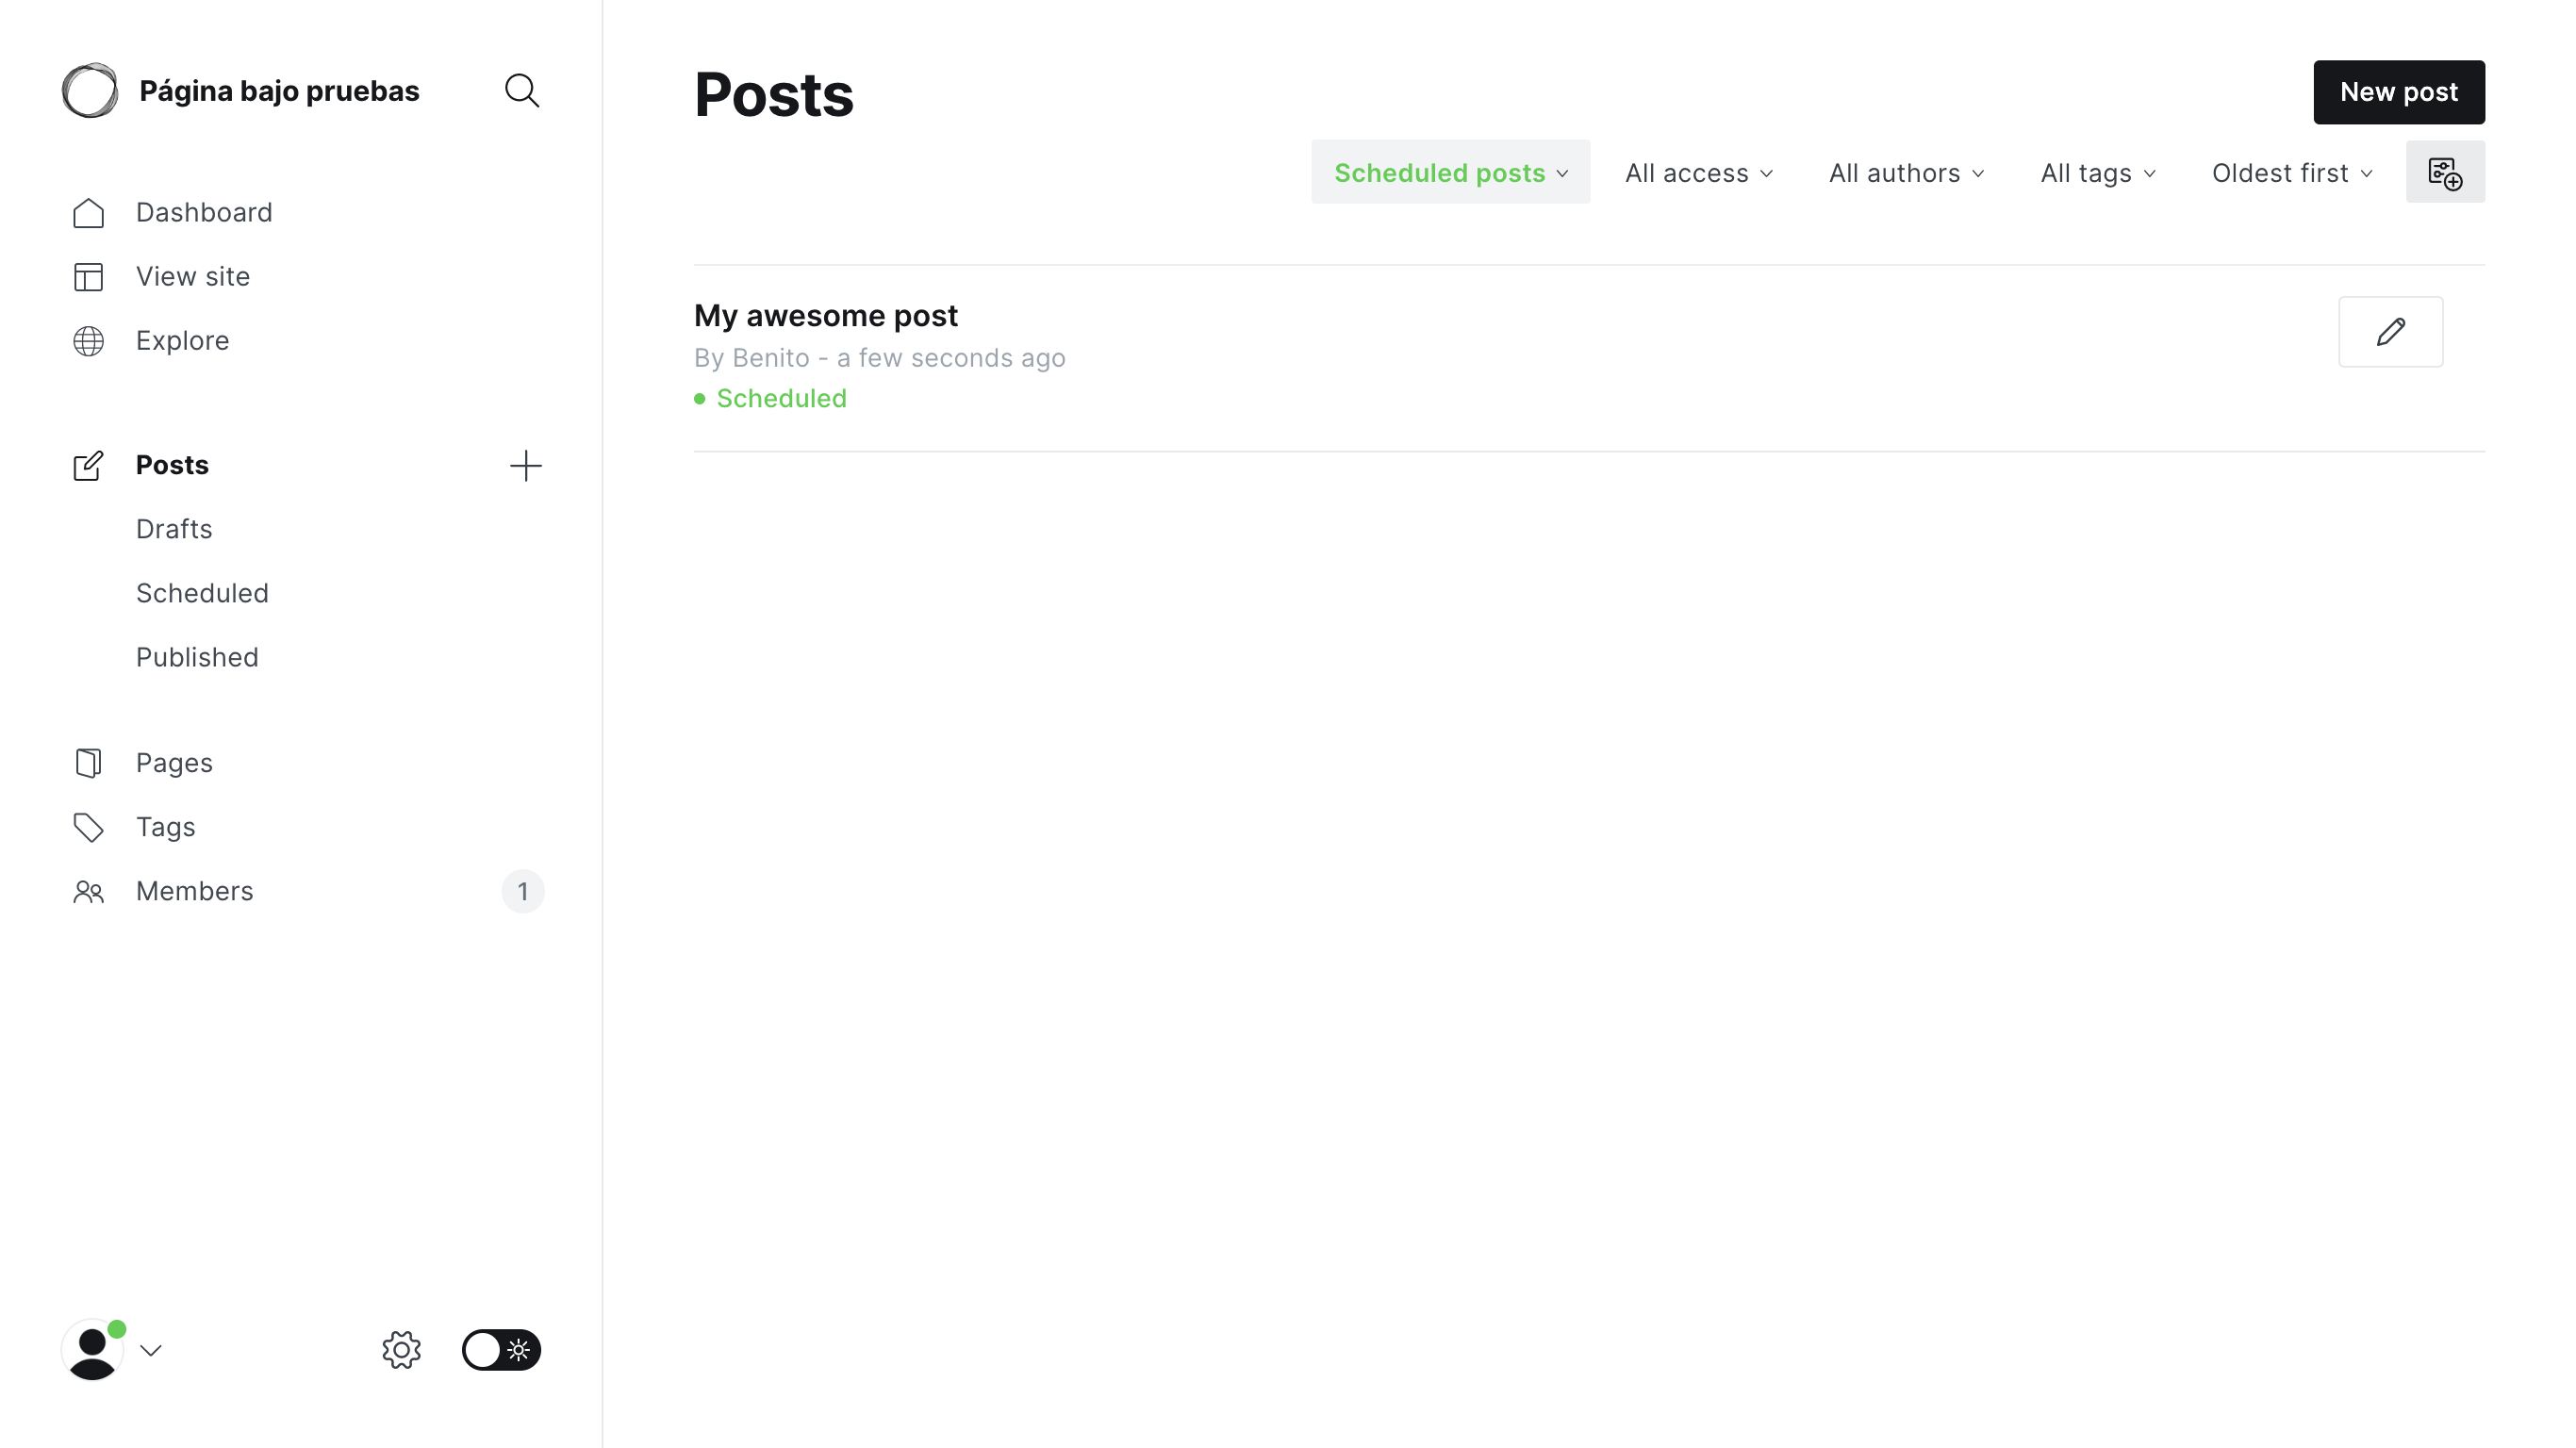 Página bajo pruebas
Dashboard
View site
Explore
Posts
Drafts
Scheduled
Published
Pages
Tags
Members 1
Posts
New post
Scheduled posts All access All authors All tags Oldest first
My awesome post
By Benito - a few seconds ago
Scheduled